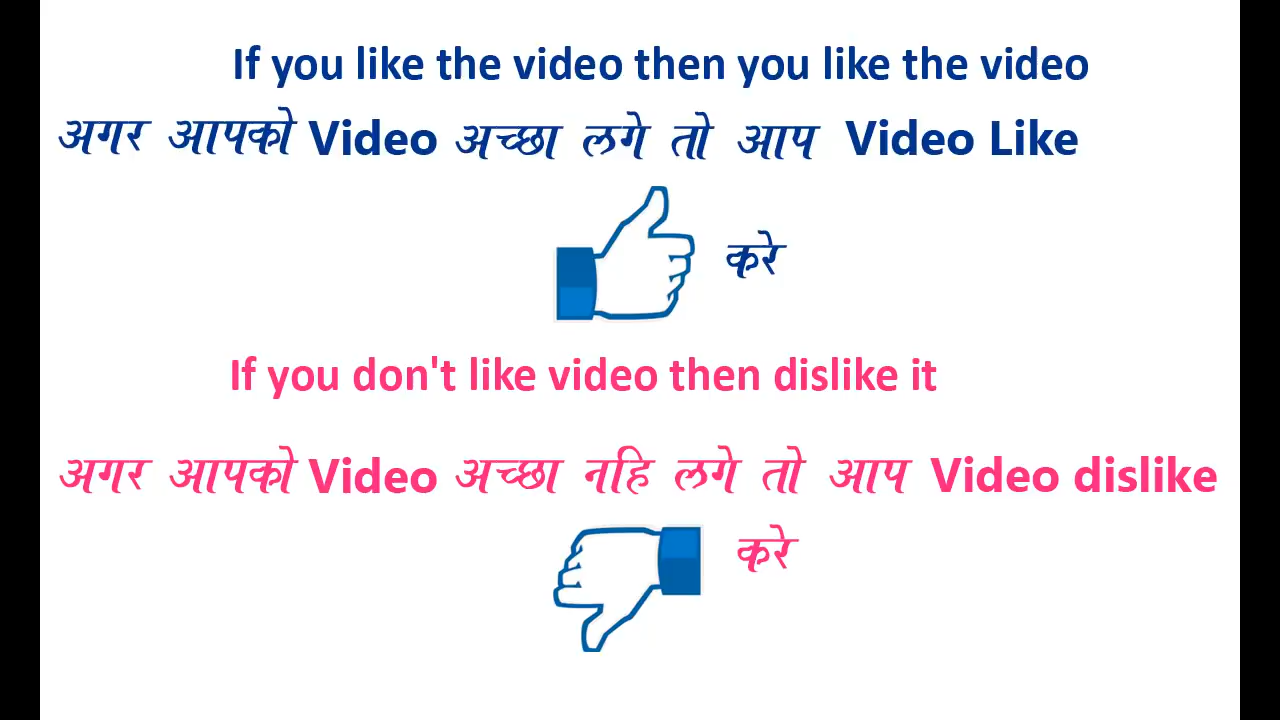 If you like the video then you like the video
अगर आपको Video अच्छा लगे तो आप Video Like
करे
If you don't like video then dislike it
अगर आपको Video अच्छा नहि लगे तो आप Video dislike
करे